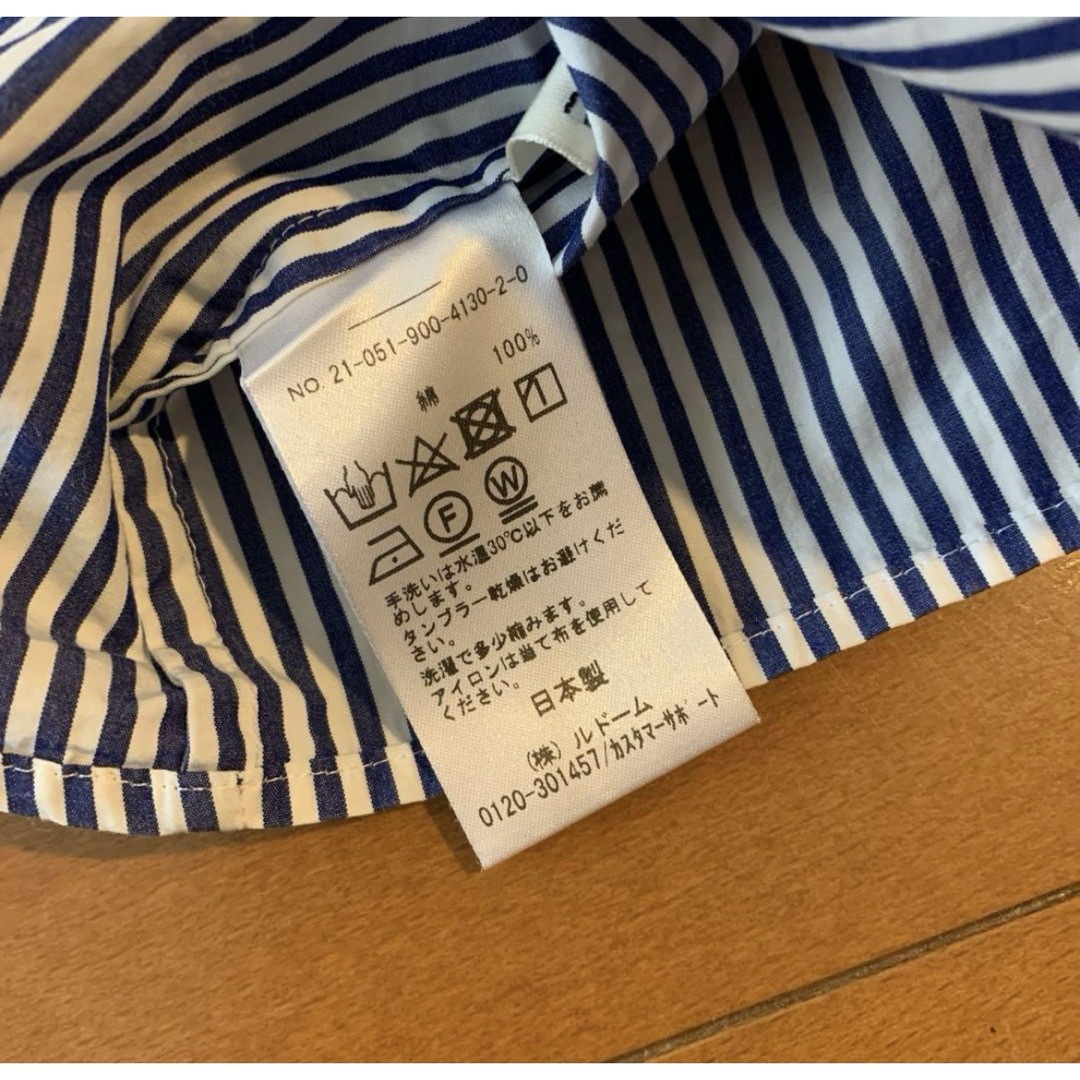 NO. 21-051-900-4130-2-0
綿 100%
F W
手洗いは水温30℃以下をお薦
めします。
タンブラー乾燥はお避けくだ
さい。
洗濯で多少縮みます。
アイロンは当て布を使用して
ください。
日本製
(株)ルドーム
0120-301457/カスタマーサポート